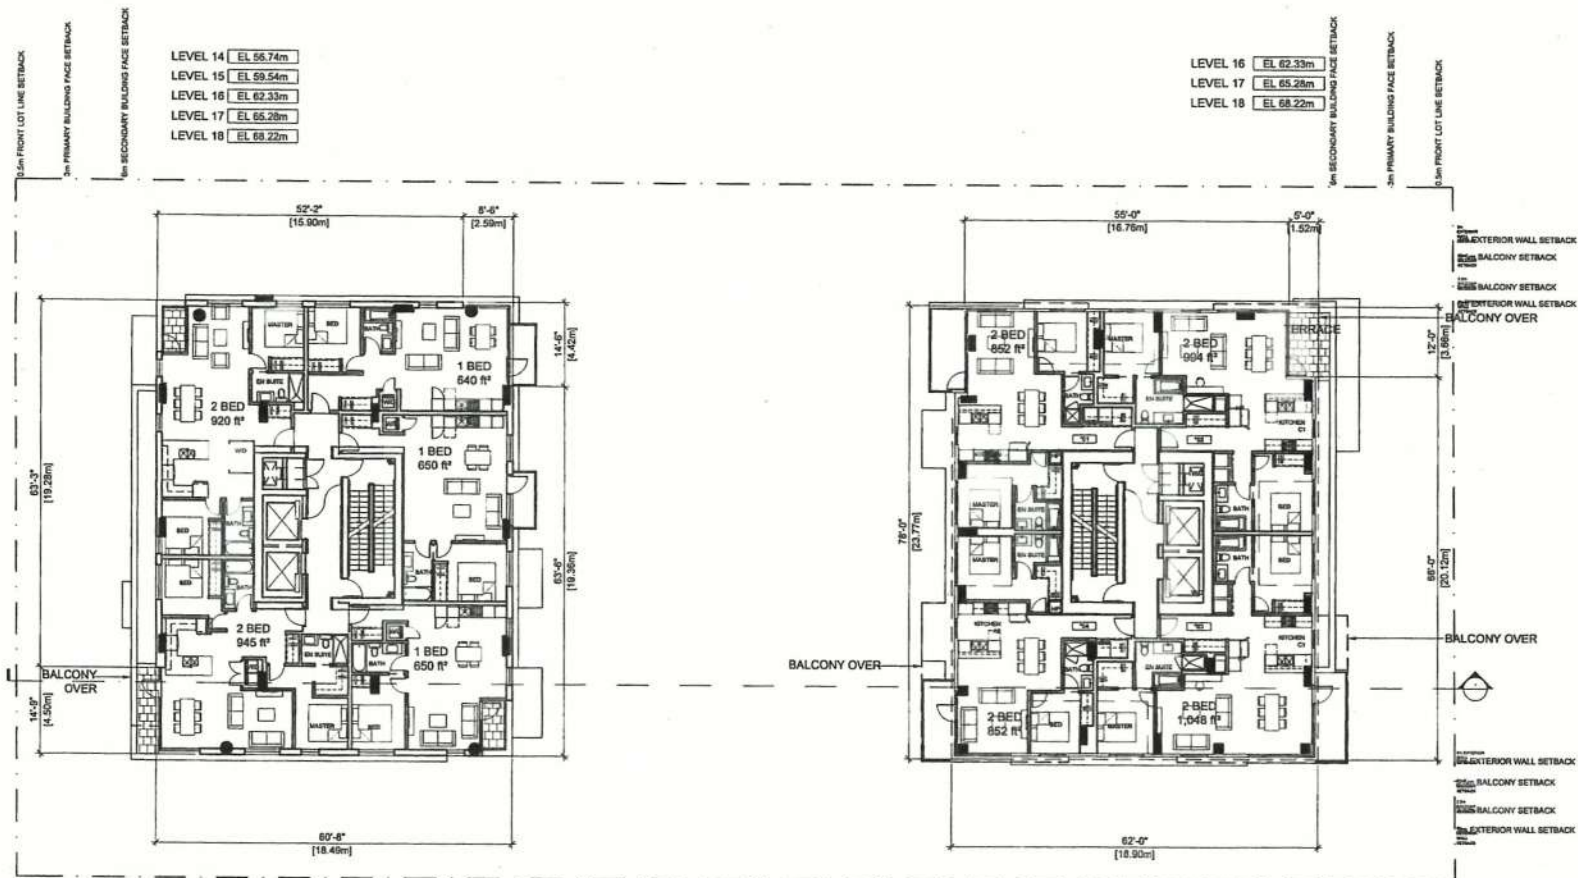 0.5m FRONT LOT LINE SETBACK
3m PRIMARY BUILDING FACE SETBACK
6m SECONDARY BUILDING FACE SETBACK
LEVEL 14 EL 56.74m
LEVEL 15 EL 59.54m
LEVEL 16 EL 62.33m
LEVEL 17 EL 65.28m
LEVEL 18 EL 68.22m
LEVEL 16 EL 62.33m
LEVEL 17 EL 65.28m
LEVEL 18 EL 68.22m
6m SECONDARY BUILDING FACE SETBACK
3m PRIMARY BUILDING FACE SETBACK
0.5m FRONT LOT LINE SETBACK
52'-2"
[15.90m]
8'-6"
[2.59m]
14'-6"
[4.42m]
63'-3"
[19.28m]
63'-6"
[19.36m]
14'-9"
[4.50m]
60'-8"
[18.49m]
MASTER
BED
BATH
1 BED
640 ft²
EN SUITE
2 BED
920 ft²
W/D
1 BED
650 ft²
BED
BATH
BED
BATH
BATH
BED
2 BED
945 ft²
EN SUITE
BATH
1 BED
650 ft²
MASTER
BED
BALCONY
OVER
55'-0"
[16.76m]
5'-0"
[1.52m]
12'-0"
[3.66m]
78'-0"
[23.77m]
66'-0"
[20.12m]
62'-0"
[18.90m]
2 BED
852 ft²
MASTER
2 BED
994 ft²
TERRACE
BATH
EN SUITE
KITCHEN
C1
MASTER
EN SUITE
BATH
BED
MASTER
EN SUITE
BATH
BED
KITCHEN
KITCHEN
C1
BATH
EN SUITE
2 BED
852 ft²
BED
MASTER
2 BED
1,048 ft²
BALCONY OVER
EXTERIOR WALL SETBACK
BALCONY SETBACK
BALCONY SETBACK
EXTERIOR WALL SETBACK
BALCONY OVER
BALCONY OVER
EXTERIOR WALL SETBACK
BALCONY SETBACK
BALCONY SETBACK
EXTERIOR WALL SETBACK